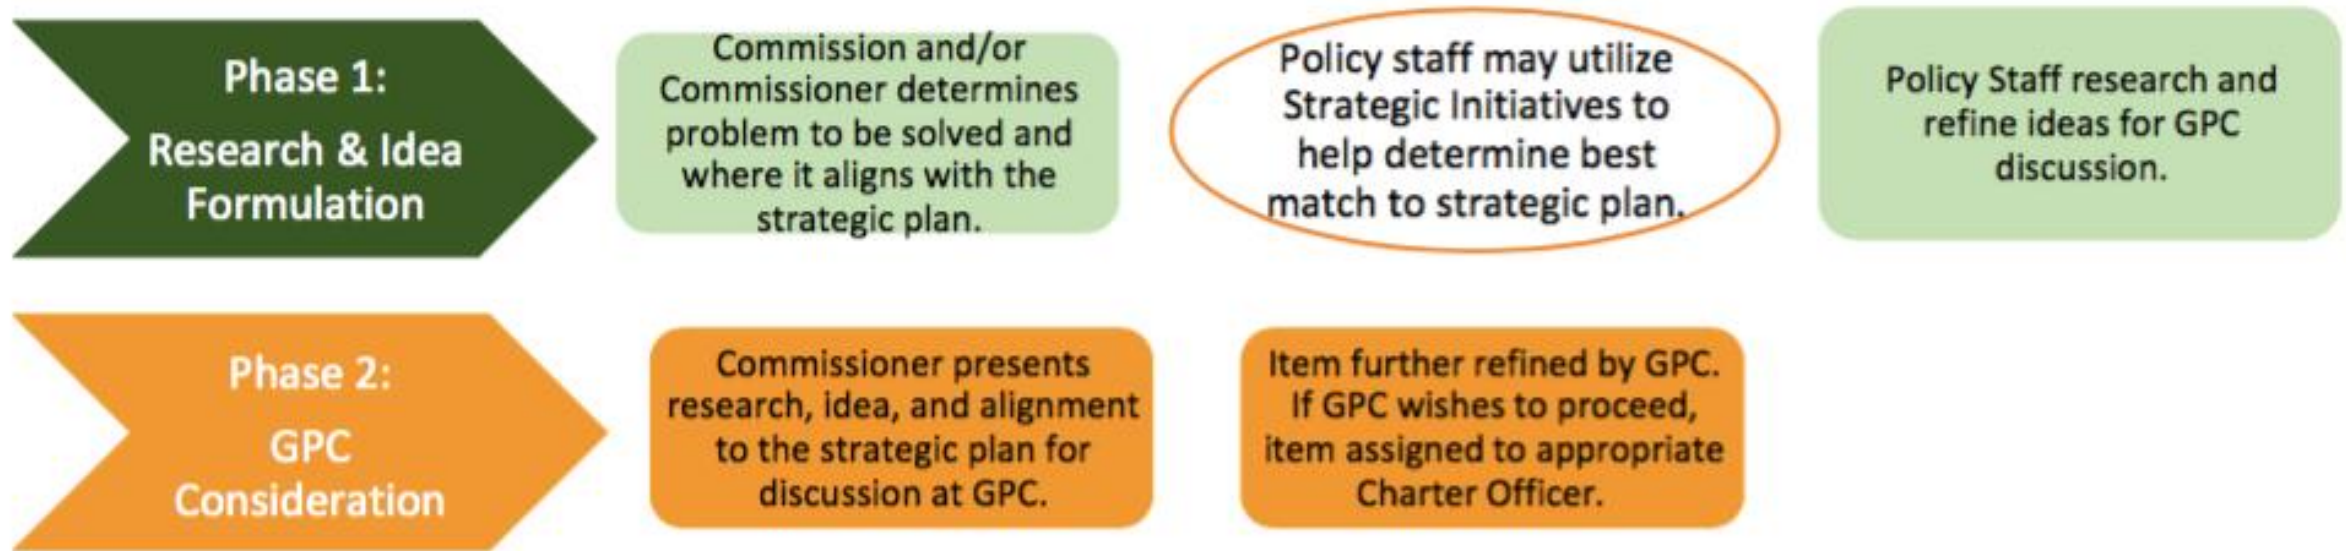 Phase 1:
Research & Idea
Formulation
Commission and/or
Commissioner determines
problem to be solved and
where it aligns with the
strategic plan.
Policy staff may utilize
Strategic Initiatives to
help determine best
match to strategic plan.
Policy Staff research and
refine ideas for GPC
discussion.
Phase 2:
GPC
Consideration
Commissioner presents
research, idea, and alignment
to the strategic plan for
discussion at GPC.
Item further refined by GPC.
If GPC wishes to proceed,
item assigned to appropriate
Charter Officer.